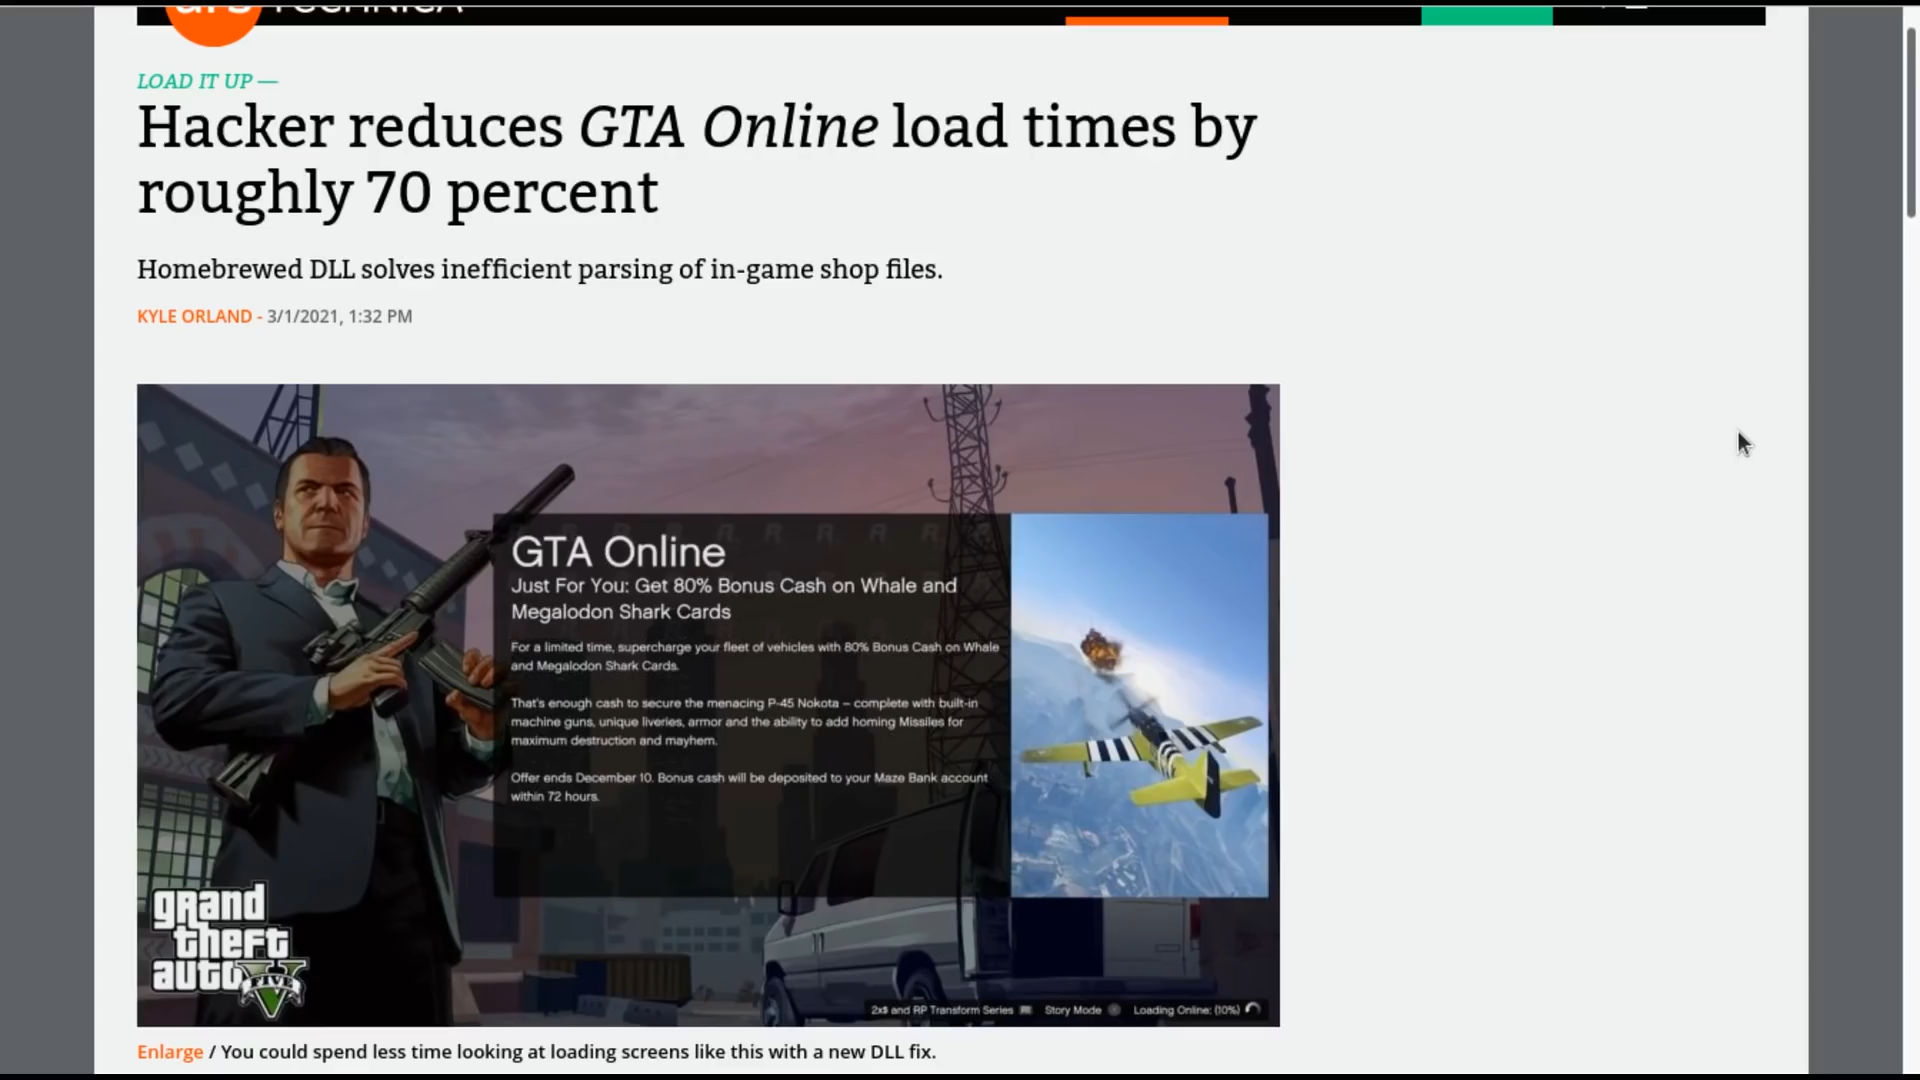 LOAD IT UP —
Hacker reduces GTA Online load times by
roughly 70 percent
Homebrewed DLL solves inefficient parsing of in-game shop files.
KYLE ORLAND - 3/1/2021, 1:32 PM
GTA Online
Just For You: Get 80% Bonus Cash on Whale and
Megalodon Shark Cards
For a limited time, supercharge your fleet of vehicles with 80% Bonus Cash on Whale
and Megalodon Shark Cards.
That's enough cash to secure the menacing P-45 Nokota – complete with built-in
machine guns, unique liveries, armor and the ability to add homing Missiles for
maximum destruction and mayhem.
Offer ends December 10. Bonus cash will be deposited to your Maze Bank account
within 72 hours.
grand
theft
auto
FIVE
2x$ and RP Transform Series Story Mode Loading Online: (10%)
Enlarge / You could spend less time looking at loading screens like this with a new DLL fix.